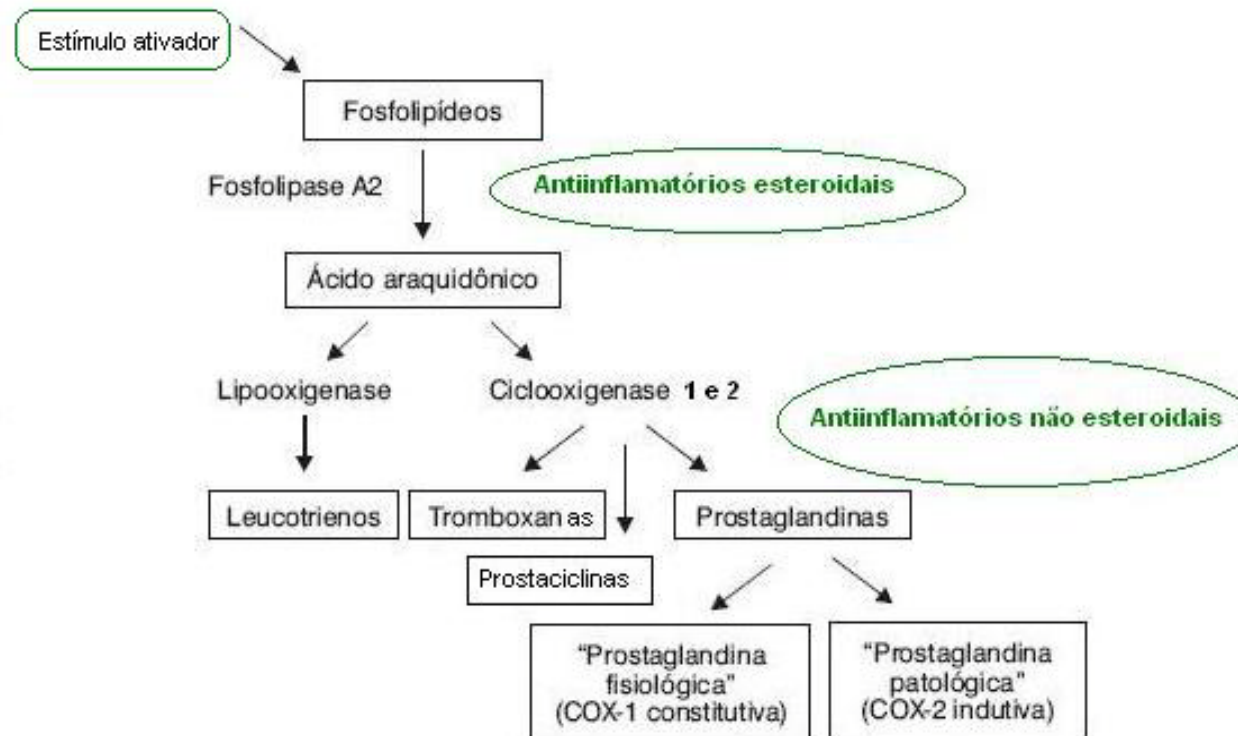 Estímulo ativador
Fosfolipídeos
Fosfolipase A2
Antiinflamatórios esteroidais
Ácido araquidônico
Lipooxigenase
Ciclooxigenase 1 e 2
Antiinflamatórios não esteroidais
Leucotrienos
Tromboxanas
Prostaglandinas
Prostaciclinas
“Prostaglandina
fisiológica”
(COX-1 constitutiva)
“Prostaglandina
patológica”
(COX-2 indutiva)